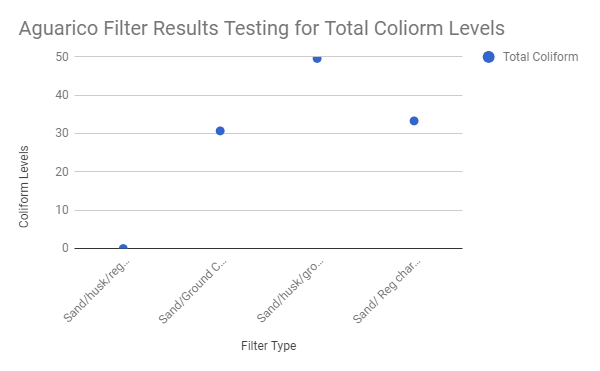 Aguarico Filter Results Testing for Total Coliorm Levels
50
Total Coliform
40
30
20
10
0
Coliform Levels
Sand/husk/reg...
Sand/Ground C...
Sand/husk/gro...
Sand/ Reg char...
Filter Type